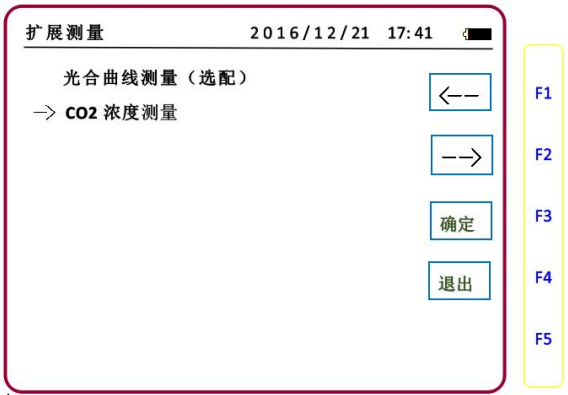 扩展测量 2016/12/21 17:41
光合曲线测量（选配）
CO2 浓度测量
确定
退出
F1
F2
F3
F4
F5